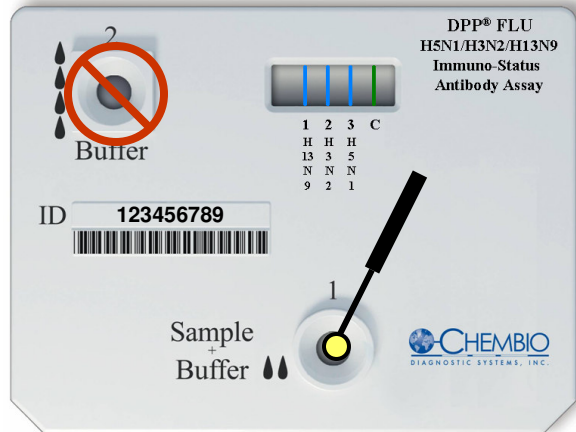 DPP® FLU
H5N1/H3N2/H13N9
Immuno-Status
Antibody Assay
2
Buffer
1 2 3 C
H H H
13 3 5
N N N
9 2 1
ID 123456789
1
Sample
+
Buffer
CHEMBIO
DIAGNOSTIC SYSTEMS, INC.